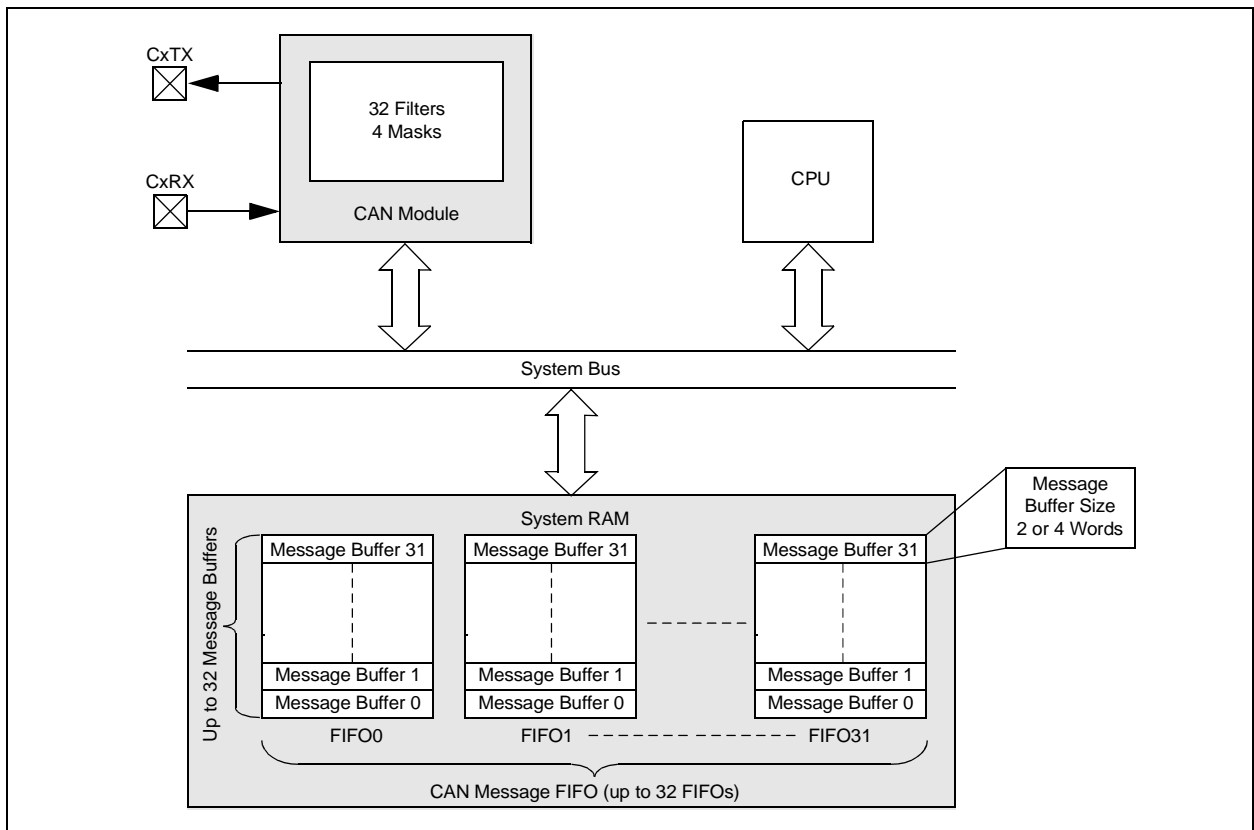 CxTX
32 Filters
4 Masks
CxRX
CAN Module
CPU
System Bus
Message
Buffer Size
2 or 4 Words
System RAM
Up to 32 Message Buffers
Message Buffer 31
Message Buffer 31
Message Buffer 31
Message Buffer 1
Message Buffer 1
Message Buffer 1
Message Buffer 0
Message Buffer 0
Message Buffer 0
FIFO0
FIFO1
FIFO31
CAN Message FIFO (up to 32 FIFOs)